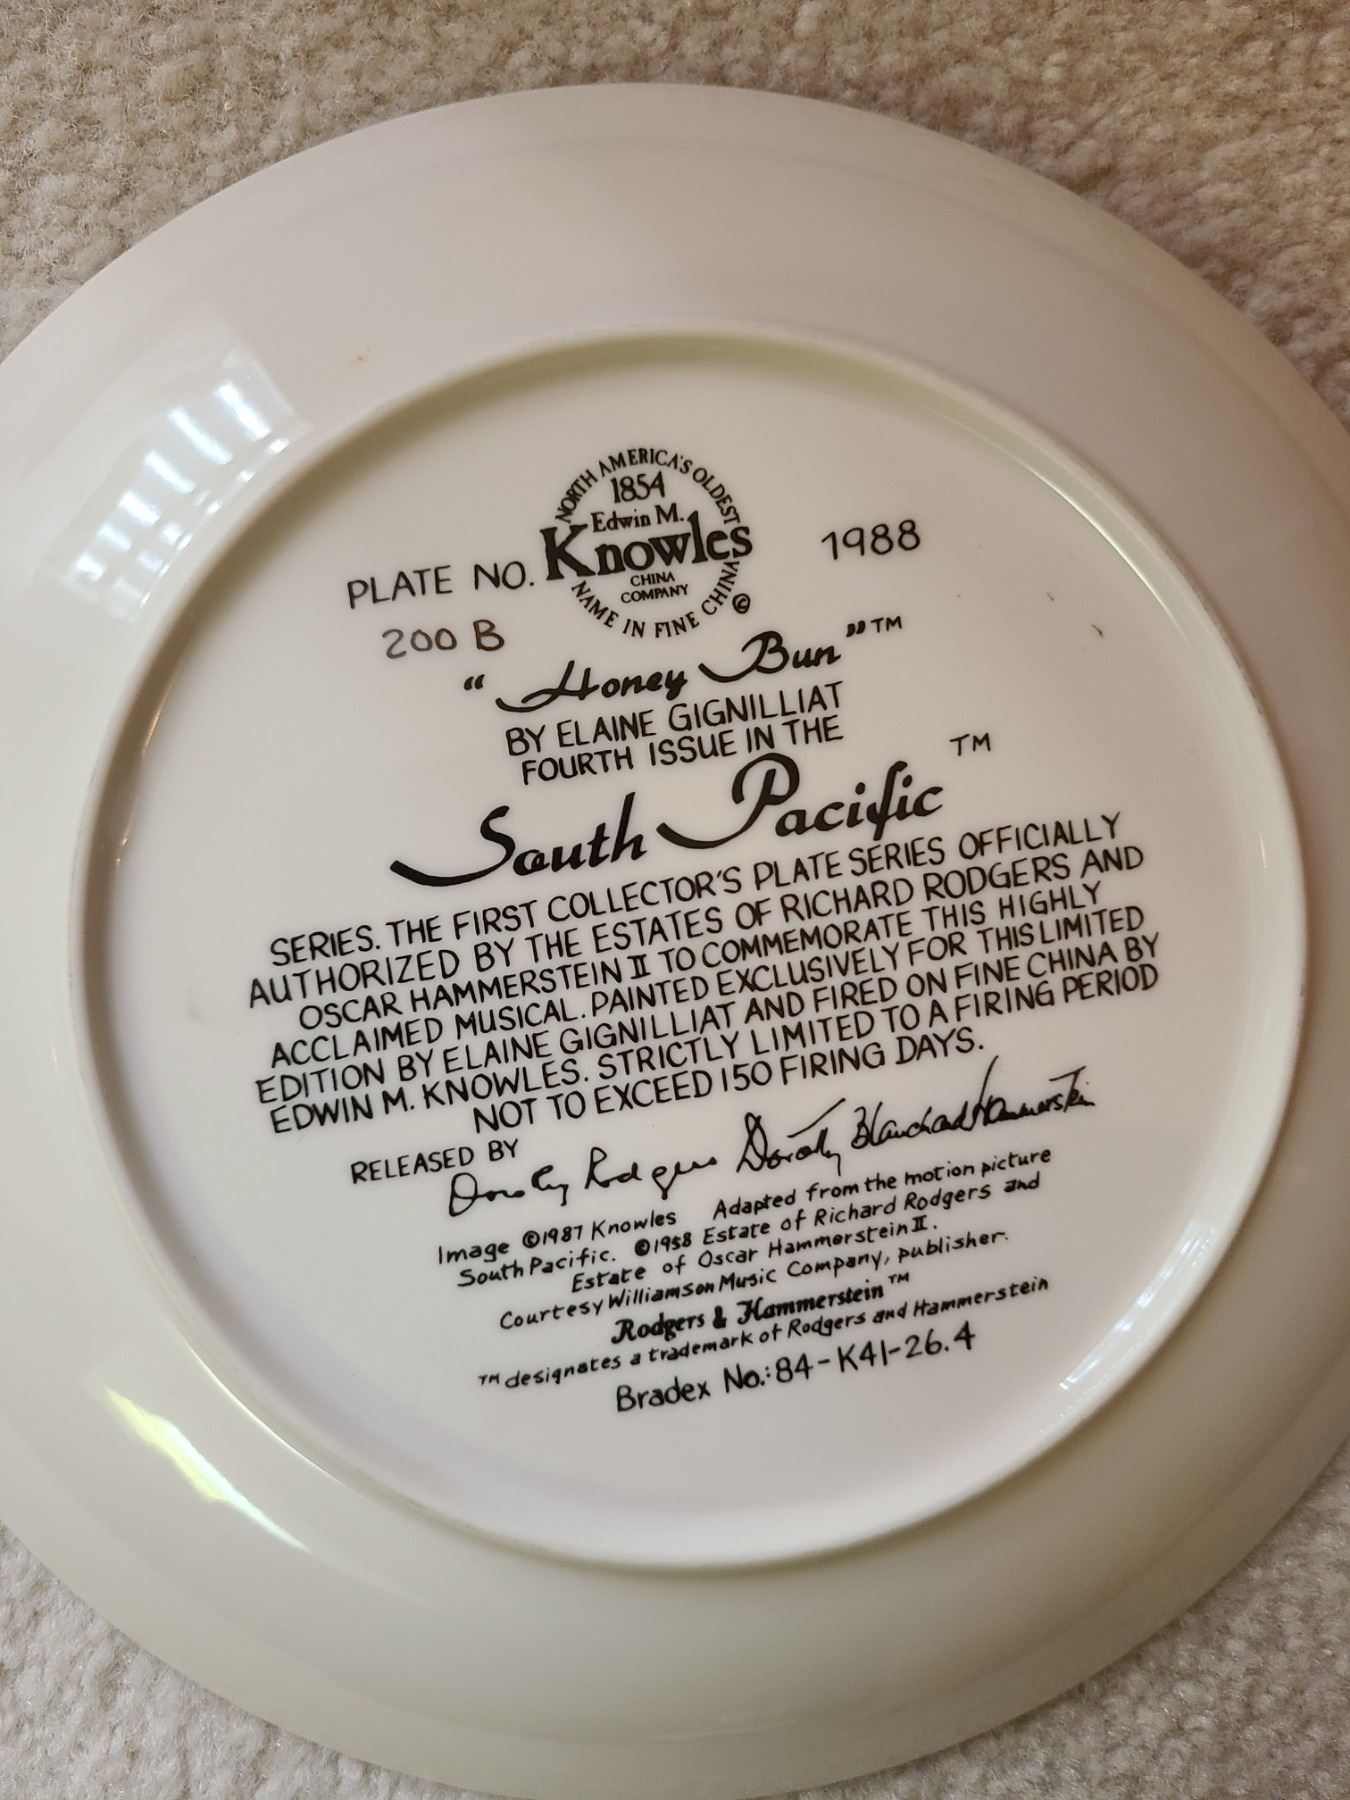 NORTH AMERICA'S OLDEST
1854
Edwin M.
Knowles
CHINA
COMPANY
NAME IN FINE CHINA ©
PLATE NO.
200 B
1988
“Honey Bun”™
BY ELAINE GIGNILLIAT
FOURTH ISSUE IN THE
South Pacific™
SERIES. THE FIRST COLLECTOR'S PLATE SERIES OFFICIALLY
AUTHORIZED BY THE ESTATES OF RICHARD RODGERS AND
OSCAR HAMMERSTEIN II TO COMMEMORATE THIS HIGHLY
ACCLAIMED MUSICAL. PAINTED EXCLUSIVELY FOR THIS LIMITED
EDITION BY ELAINE GIGNILLIAT AND FIRED ON FINE CHINA BY
EDWIN M. KNOWLES. STRICTLY LIMITED TO A FIRING PERIOD
NOT TO EXCEED 150 FIRING DAYS.
RELEASED BY
Dorothy Rodgers Dorothy Blanchard Hammerstein
Image ©1987 Knowles Adapted from the motion picture
South Pacific. ©1958 Estate of Richard Rodgers and
Estate of Oscar Hammerstein II.
Courtesy Williamson Music Company, publisher.
Rodgers & Hammerstein™
™ designates a trademark of Rodgers and Hammerstein
Bradex No.: 84-K41-26.4